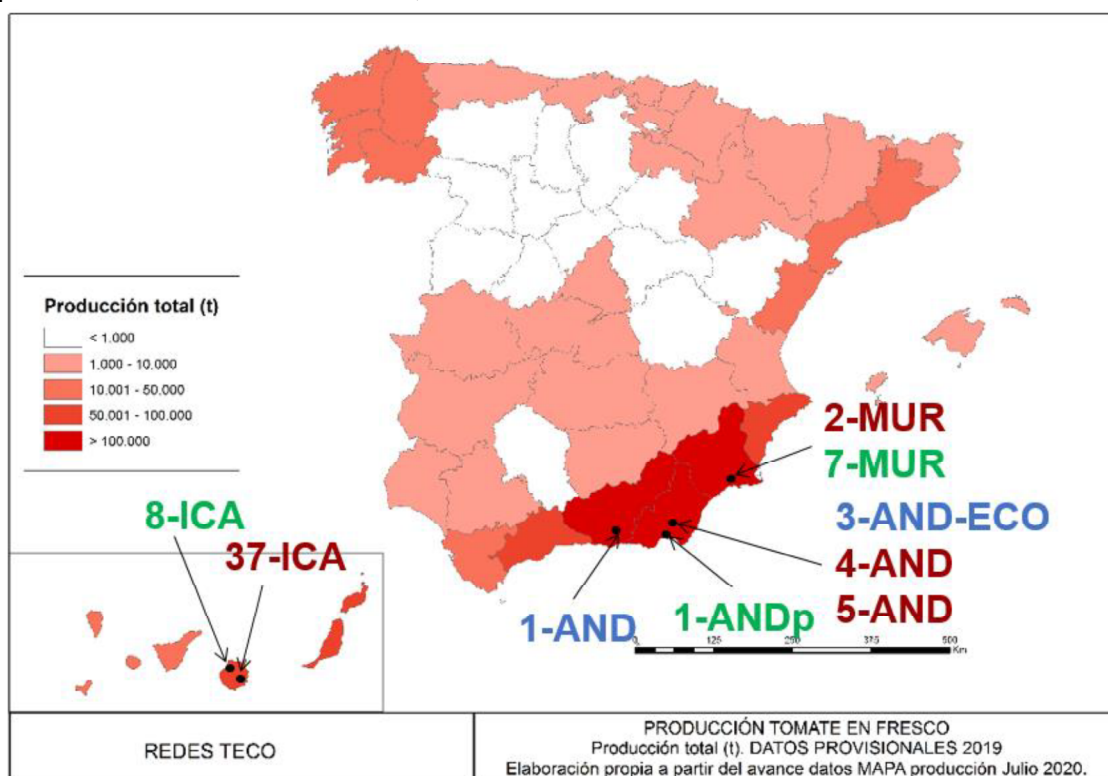 Producción total (t)
< 1.000
1.000 - 10.000
10.001 - 50.000
50.001 - 100.000
> 100.000
2-MUR
7-MUR
8-ICA
37-ICA
3-AND-ECO
4-AND
5-AND
1-AND
1-ANDp
0 125 250 375 500
Km
REDES TECO
PRODUCCIÓN TOMATE EN FRESCO
Producción total (t). DATOS PROVISIONALES 2019
Elaboración propia a partir del avance datos MAPA producción Julio 2020.